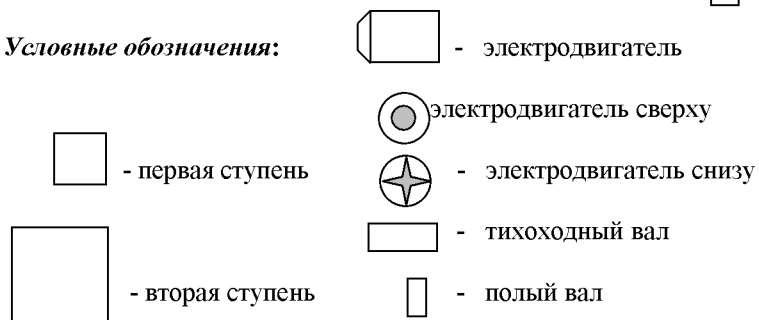 Условные обозначения:
- электродвигатель
электродвигатель сверху
- первая ступень
- электродвигатель снизу
- тихоходный вал
- вторая ступень
- полый вал